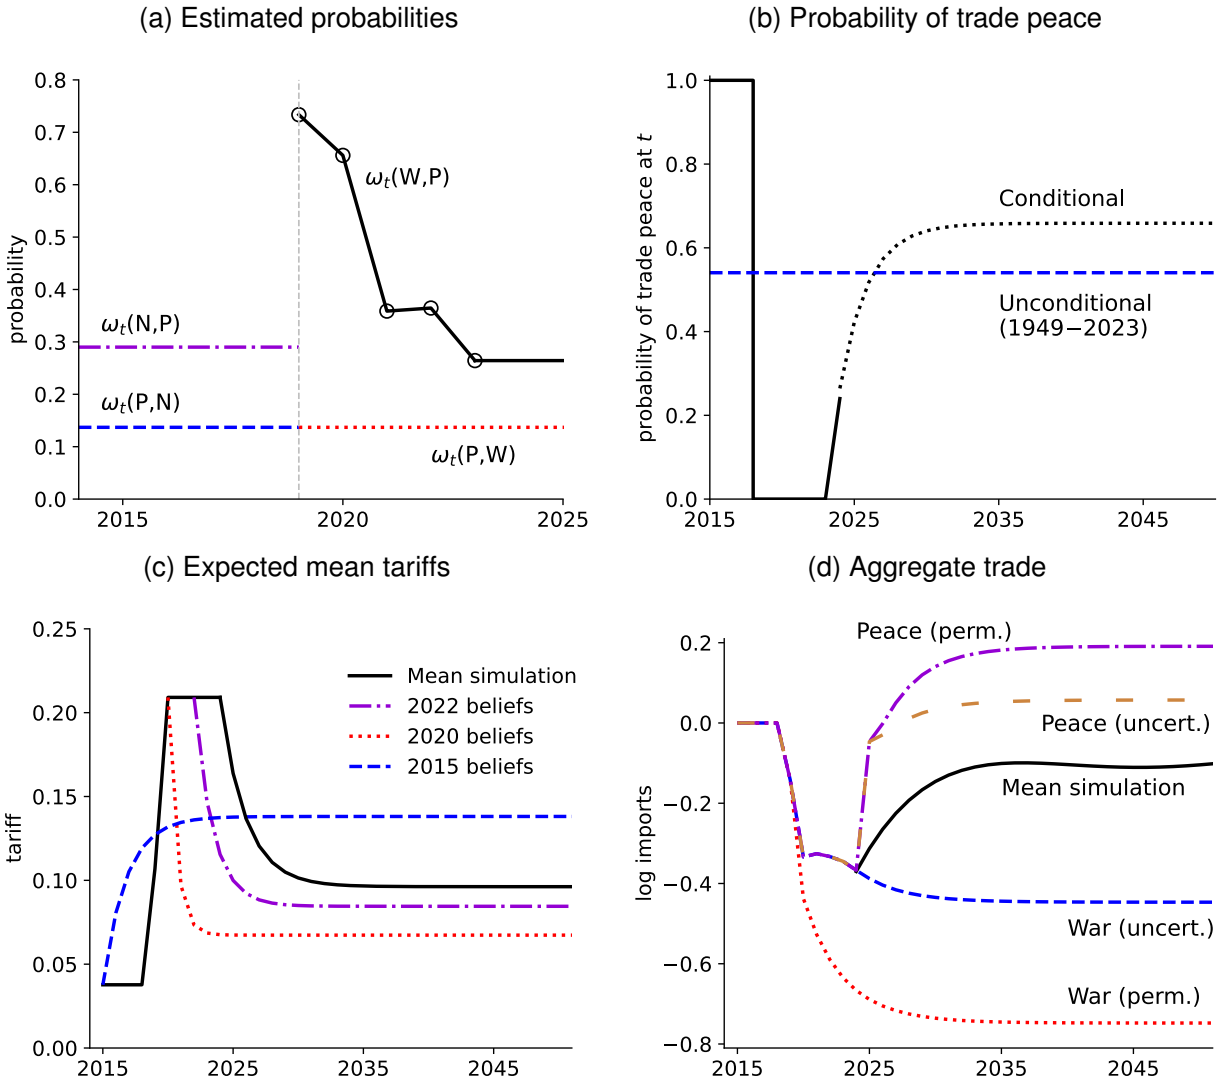 (a) Estimated probabilities
0.8
0.7
0.6
0.5
0.4
0.3
0.2
0.1
0.0
probability
ωt(W,P)
ωt(N,P)
ωt(P,N)
ωt(P,W)
2015
2020
2025
(b) Probability of trade peace
1.0
0.8
0.6
0.4
0.2
0.0
probability of trade peace at t
Conditional
Unconditional
(1949−2023)
2015
2025
2035
2045
(c) Expected mean tariffs
0.25
0.20
0.15
0.10
0.05
0.00
tariff
Mean simulation
2022 beliefs
2020 beliefs
2015 beliefs
2015
2025
2035
2045
(d) Aggregate trade
0.2
0.0
−0.2
−0.4
−0.6
−0.8
log imports
Peace (perm.)
Peace (uncert.)
Mean simulation
War (uncert.)
War (perm.)
2015
2025
2035
2045